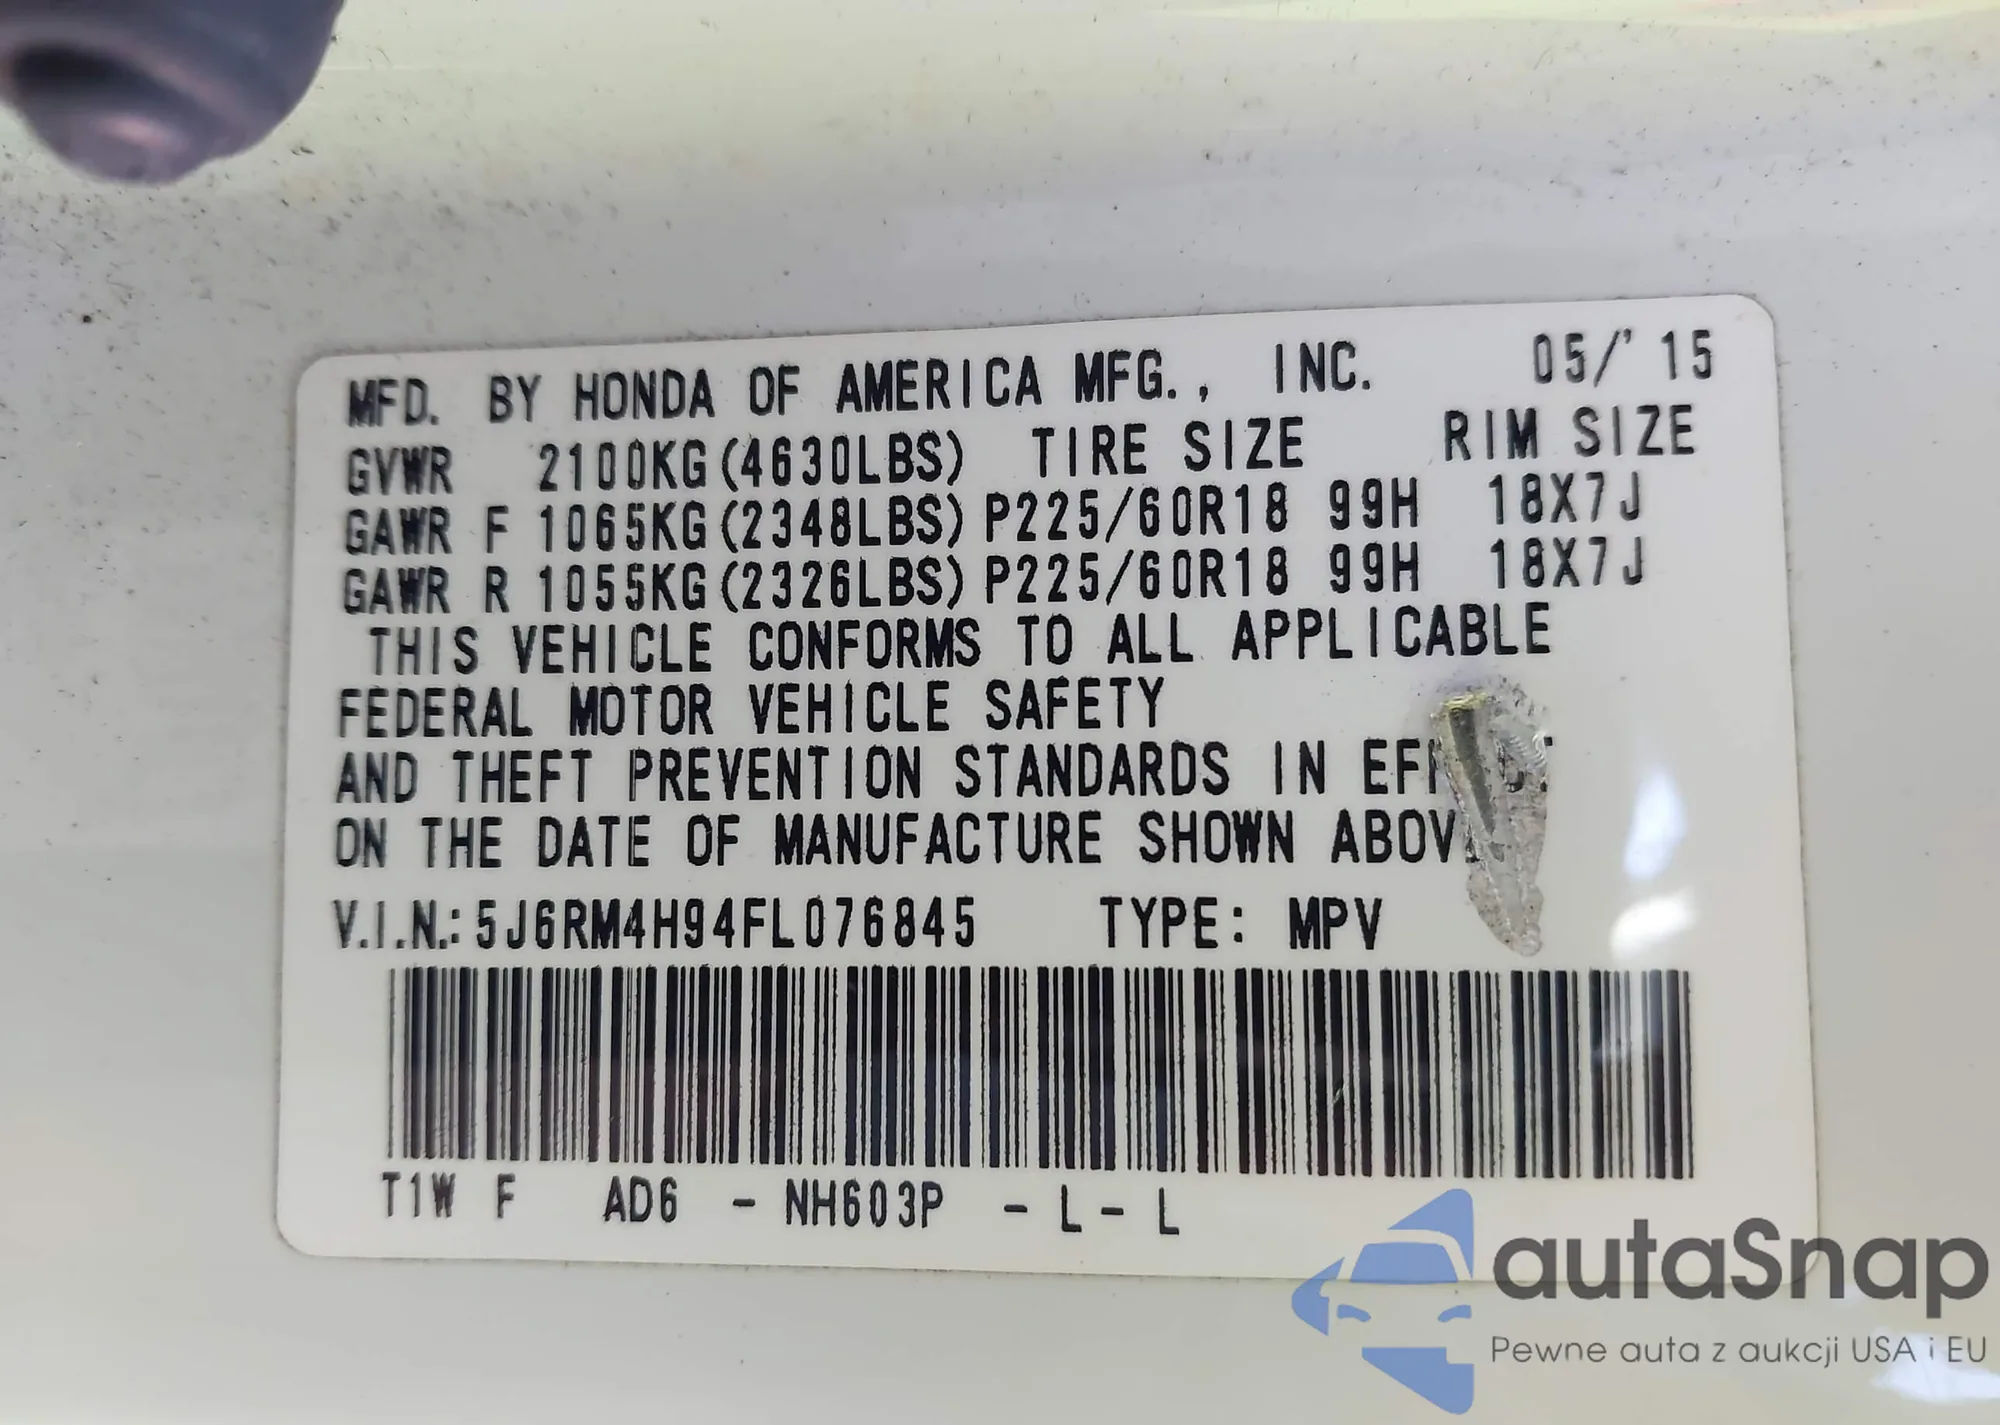 MFD. BY HONDA OF AMERICA MFG., INC. 05/'15
GVWR 2100KG(4630LBS) TIRE SIZE RIM SIZE
GAWR F 1065KG(2348LBS) P225/60R18 99H 18X7J
GAWR R 1055KG(2326LBS) P225/60R18 99H 18X7J
THIS VEHICLE CONFORMS TO ALL APPLICABLE
FEDERAL MOTOR VEHICLE SAFETY
AND THEFT PREVENTION STANDARDS IN
ON THE DATE OF MANUFACTURE SHOWN
V.I.N.: 5J6RM4H94FL076845 TYPE: MPV
T1W F AD6 - NH603P - L - L
autaSnap
Pewne auta z aukcji USA i EU